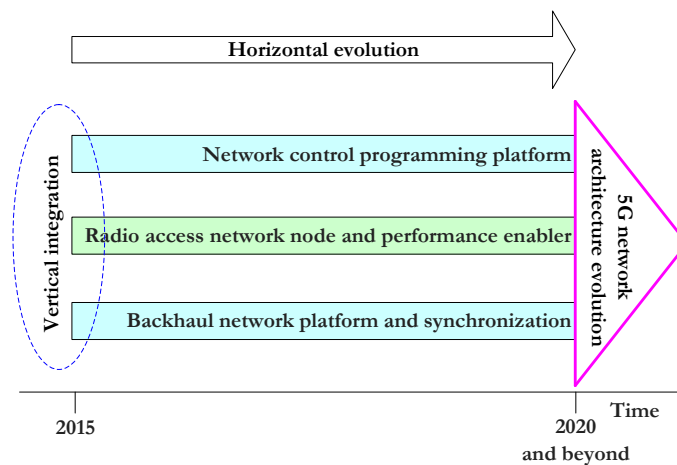 Horizontal evolution
Vertical integration
Network control programming platform
Radio access network node and performance enabler
Backhaul network platform and synchronization
5G network
architecture evolution
Time
2015
2020
and beyond